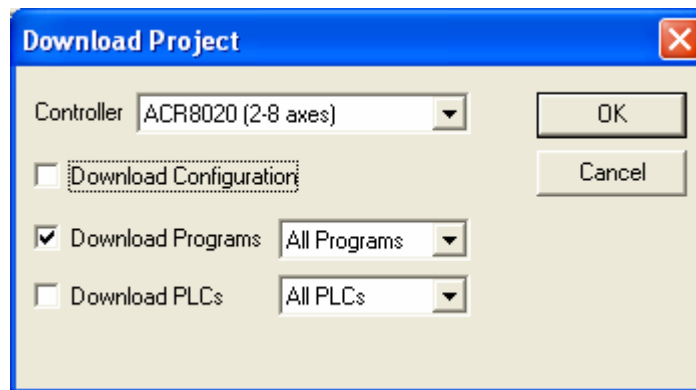 Download Project
Controller ACR8020 (2-8 axes) OK
Download Configuration Cancel
Download Programs All Programs
Download PLCs All PLCs